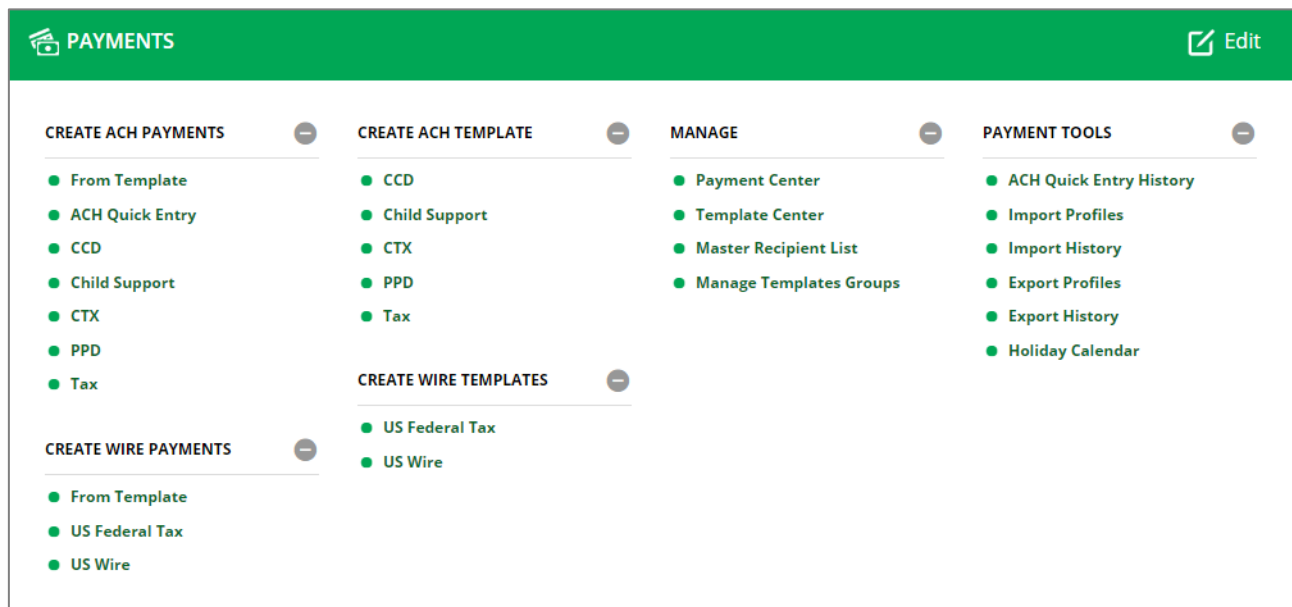 PAYMENTS
Edit
CREATE ACH PAYMENTS
From Template
ACH Quick Entry
CCD
Child Support
CTX
PPD
Tax
CREATE WIRE PAYMENTS
From Template
US Federal Tax
US Wire
CREATE ACH TEMPLATE
CCD
Child Support
CTX
PPD
Tax
CREATE WIRE TEMPLATES
US Federal Tax
US Wire
MANAGE
Payment Center
Template Center
Master Recipient List
Manage Templates Groups
PAYMENT TOOLS
ACH Quick Entry History
Import Profiles
Import History
Export Profiles
Export History
Holiday Calendar